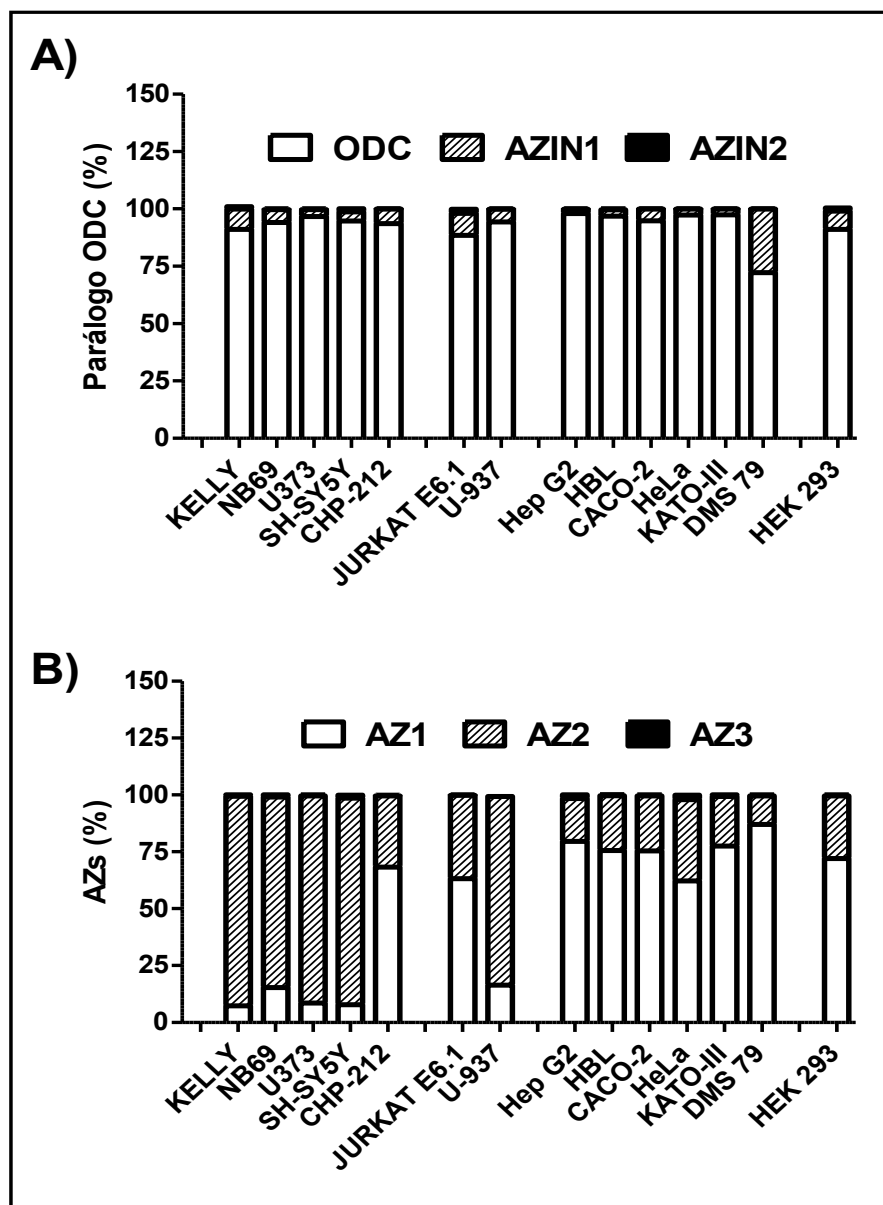 A)
Parálogo ODC (%)
150
125
100
75
50
25
0
ODC AZIN1 AZIN2
KELLY
NB69
U373
SH-SY5Y
CHP-212
JURKAT E6.1
U-937
Hep G2
HBL
CACO-2
HeLa
KATO-III
DMS 79
HEK 293
B)
AZs (%)
150
125
100
75
50
25
0
AZ1 AZ2 AZ3
KELLY
NB69
U373
SH-SY5Y
CHP-212
JURKAT E6.1
U-937
Hep G2
HBL
CACO-2
HeLa
KATO-III
DMS 79
HEK 293